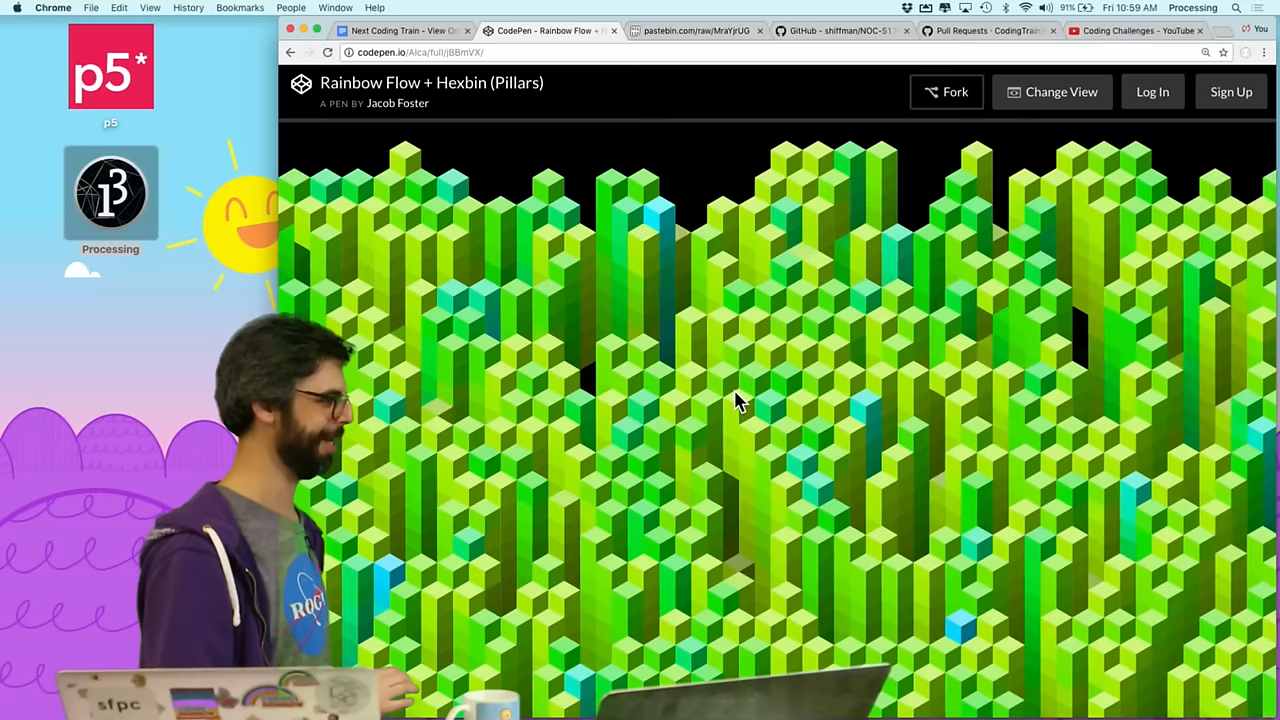 Chrome File Edit View History Bookmarks People Window Help 91% Fri 10:59 AM Processing
Next Coding Train - View On
CodePen - Rainbow Flow + H
pastebin.com/raw/MraYjrUG
GitHub - shiffman/NOC-S17
Pull Requests · CodingTrain
Coding Challenges - YouTube
You
codepen.io/Alca/full/jBBmVX/
Rainbow Flow + Hexbin (Pillars)
A PEN BY Jacob Foster
Fork
Change View
Log In
Sign Up
p5*
p5
Processing
sfpc